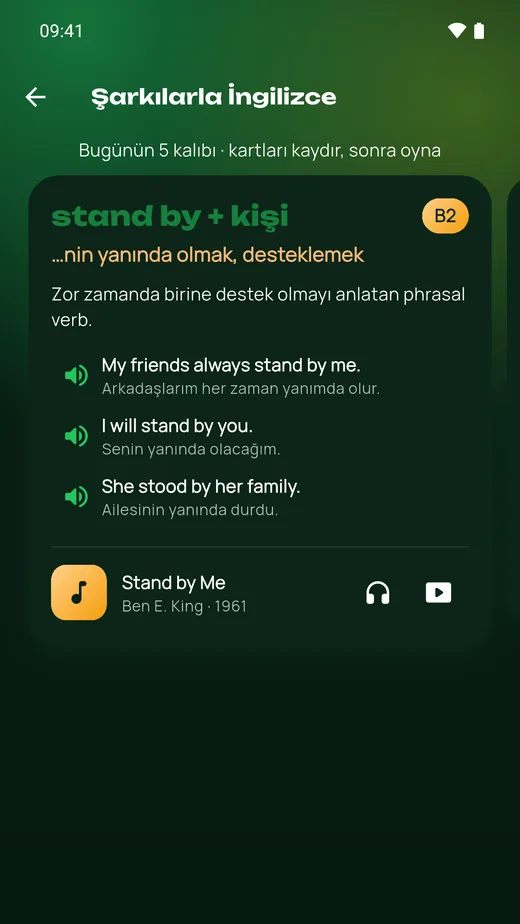 09:41
Şarkılarla İngilizce
Bugünün 5 kalıbı · kartları kaydır, sonra oyna
stand by + kişi
B2
...nin yanında olmak, desteklemek
Zor zamanda birine destek olmayı anlatan phrasal
verb.
My friends always stand by me.
Arkadaşlarım her zaman yanımda olur.
I will stand by you.
Senin yanında olacağım.
She stood by her family.
Ailesinin yanında durdu.
Stand by Me
Ben E. King · 1961